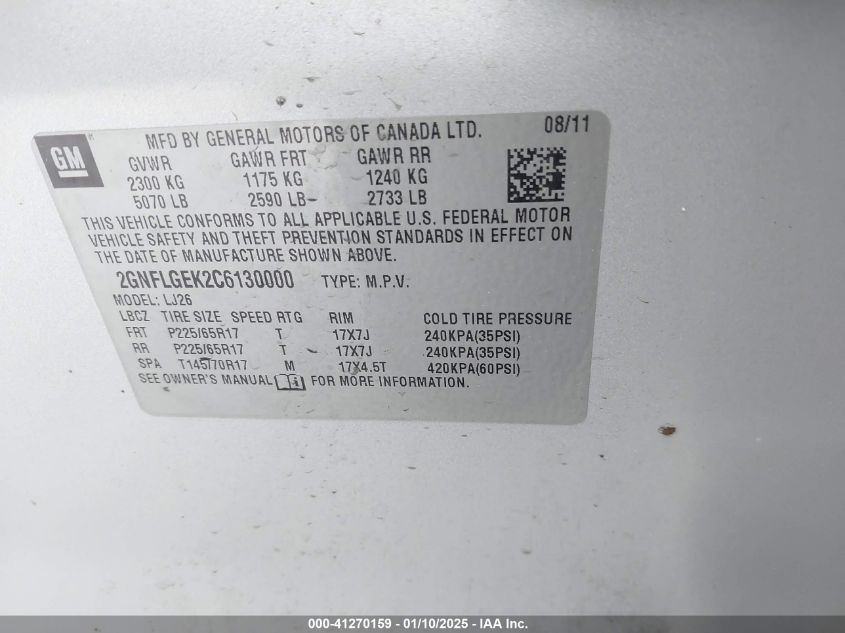 GM
MFD BY GENERAL MOTORS OF CANADA LTD. 08/11
GVWR GAWR FRT GAWR RR
2300 KG 1175 KG 1240 KG
5070 LB 2590 LB 2733 LB
THIS VEHICLE CONFORMS TO ALL APPLICABLE U.S. FEDERAL MOTOR
VEHICLE SAFETY AND THEFT PREVENTION STANDARDS IN EFFECT ON
THE DATE OF MANUFACTURE SHOWN ABOVE.
2GNFLGEK2C6130000 TYPE: M.P.V.
MODEL: LJ26
LBCZ TIRE SIZE SPEED RTG RIM COLD TIRE PRESSURE
FRT P225/65R17 T 17X7J 240KPA(35PSI)
RR P225/65R17 T 17X7J 240KPA(35PSI)
SPA T145/70R17 M 17X4.5T 420KPA(60PSI)
SEE OWNER'S MANUAL FOR MORE INFORMATION.
000-41270159 - 01/10/2025 - IAA Inc.